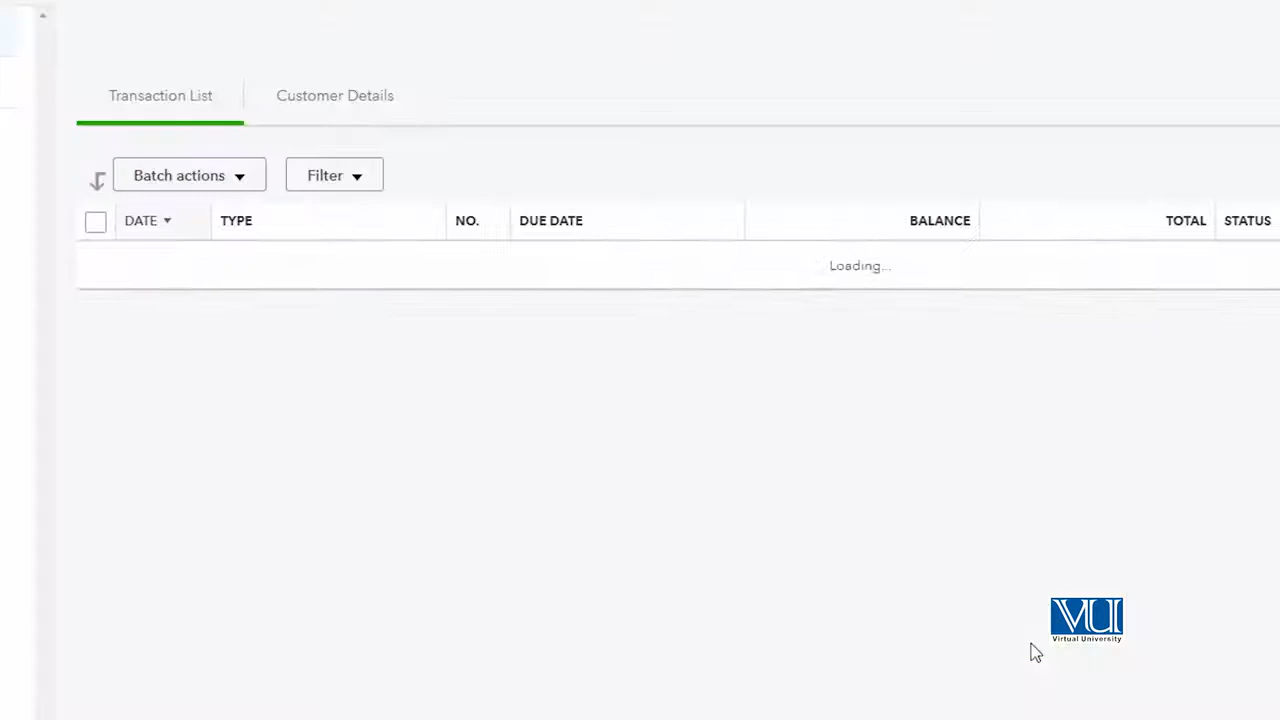 Transaction List
Customer Details
Batch actions
Filter
DATE TYPE NO. DUE DATE BALANCE TOTAL STATUS
Loading...
VU
Virtual University